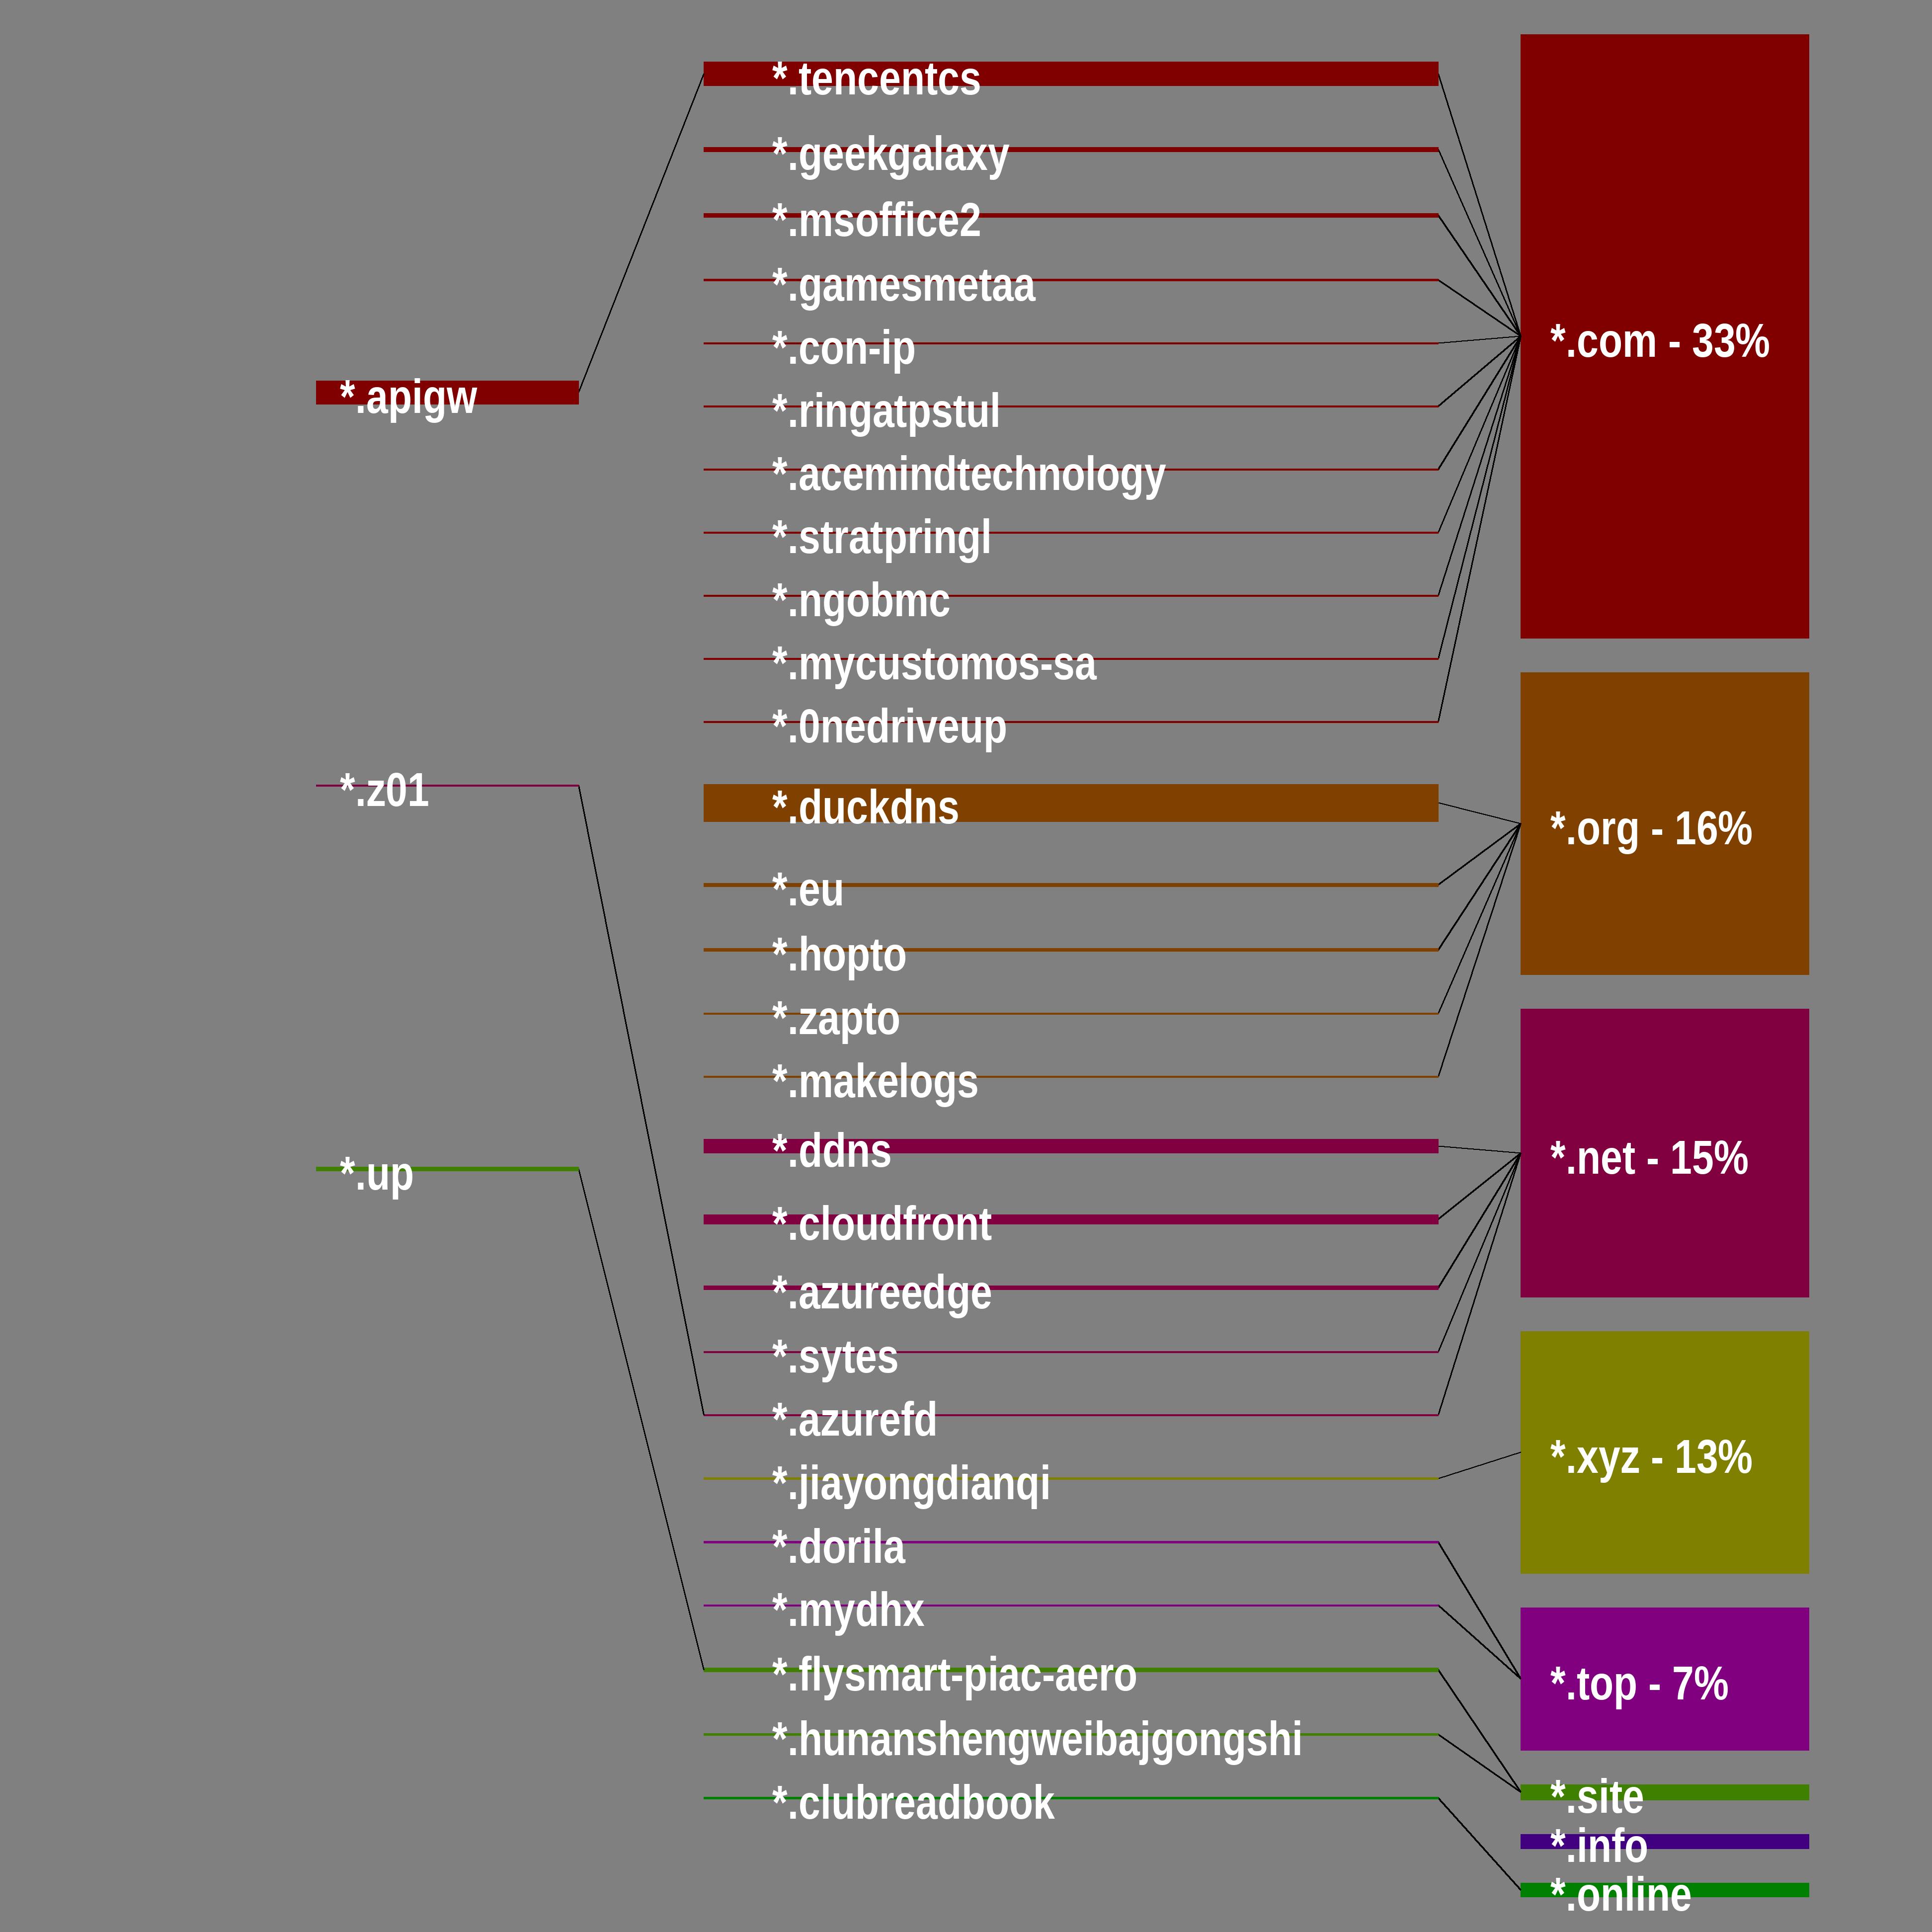 *.apigw
*.z01
*.up
*.tencentcs
*.geekgalaxy
*.msoffice2
*.gamesmetaa
*.con-ip
*.ringatpstul
*.acemindtechnology
*.stratpringl
*.ngobmc
*.mycustomos-sa
*.0nedriveup
*.duckdns
*.eu
*.hopto
*.zapto
*.makelogs
*.ddns
*.cloudfront
*.azureedge
*.sytes
*.azurefd
*.jiayongdianqi
*.dorila
*.mydhx
*.flysmart-piac-aero
*.hunanshengweibajgongshi
*.clubreadbook
*.com - 33%
*.org - 16%
*.net - 15%
*.xyz - 13%
*.top - 7%
*.site
*.info
*.online